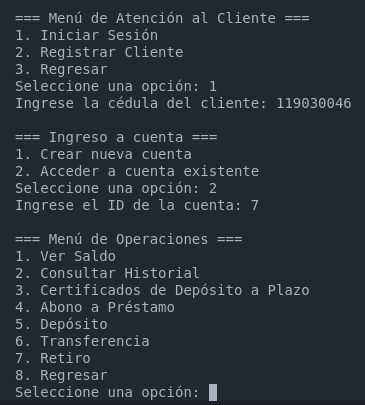 === Menú de Atención al Cliente ===
1. Iniciar Sesión
2. Registrar Cliente
3. Regresar
Seleccione una opción: 1
Ingrese la cédula del cliente: 119030046
=== Ingreso a cuenta ===
1. Crear nueva cuenta
2. Acceder a cuenta existente
Seleccione una opción: 2
Ingrese el ID de la cuenta: 7
=== Menú de Operaciones ===
1. Ver Saldo
2. Consultar Historial
3. Certificados de Depósito a Plazo
4. Abono a Préstamo
5. Depósito
6. Transferencia
7. Retiro
8. Regresar
Seleccione una opción: